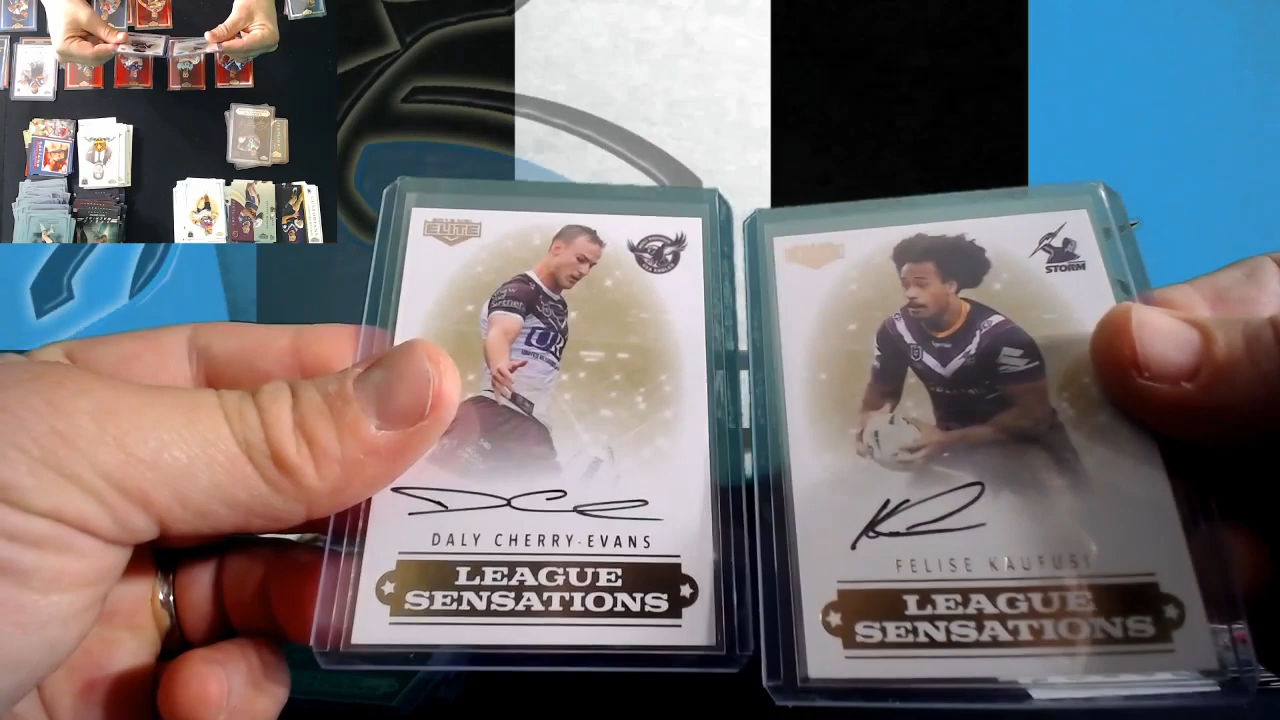 ELITE
DALY CHERRY-EVANS
LEAGUE
SENSATIONS
STORM
FELISE KAUFUSI
LEAGUE
SENSATIONS